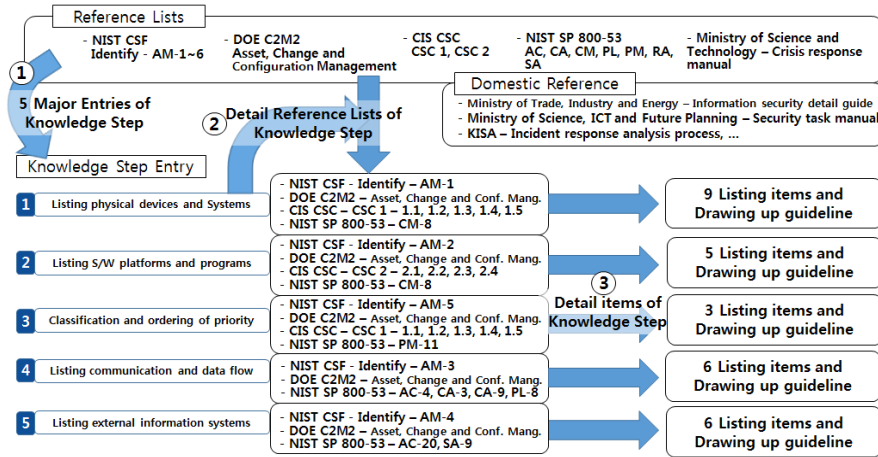 Reference Lists
- NIST CSF
Identify - AM-1~6
- DOE C2M2
Asset, Change and
Configuration Management
- CIS CSC
CSC 1, CSC 2
- NIST SP 800-53
AC, CA, CM, PL, PM, RA,
SA
- Ministry of Science and
Technology – Crisis response
manual
Domestic Reference
- Ministry of Trade, Industry and Energy – Information security detail guide
- Ministry of Science, ICT and Future Planning – Security task manual
- KISA – Incident response analysis process, ...
1
5 Major Entries of
Knowledge Step
2
Detail Reference Lists of
Knowledge Step
Knowledge Step Entry
1
Listing physical devices and Systems
- NIST CSF - Identify – AM-1
- DOE C2M2 – Asset, Change and Conf. Mang.
- CIS CSC – CSC 1 – 1.1, 1.2, 1.3, 1.4, 1.5
- NIST SP 800-53 – CM-8
9 Listing items and
Drawing up guideline
2
Listing S/W platforms and programs
- NIST CSF - Identify – AM-2
- DOE C2M2 – Asset, Change and Conf. Mang.
- CIS CSC – CSC 2 – 2.1, 2.2, 2.3, 2.4
- NIST SP 800-53 – CM-8
5 Listing items and
Drawing up guideline
3
Detail items of
Knowledge Step
3
Classification and ordering of priority
- NIST CSF - Identify – AM-5
- DOE C2M2 – Asset, Change and Conf. Mang.
- CIS CSC – CSC 1 – 1.1, 1.2, 1.3, 1.4, 1.5
- NIST SP 800-53 – PM-11
3 Listing items and
Drawing up guideline
4
Listing communication and data flow
- NIST CSF - Identify – AM-3
- DOE C2M2 – Asset, Change and Conf. Mang.
- NIST SP 800-53 – AC-4, CA-3, CA-9, PL-8
6 Listing items and
Drawing up guideline
5
Listing external information systems
- NIST CSF - Identify – AM-4
- DOE C2M2 – Asset, Change and Conf. Mang.
- NIST SP 800-53 – AC-20, SA-9
6 Listing items and
Drawing up guideline